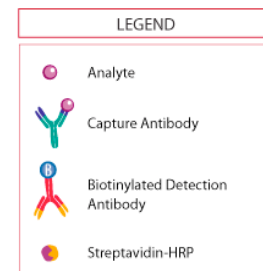 LEGEND
Analyte
Capture Antibody
B
Biotinylated Detection
Antibody
Streptavidin-HRP